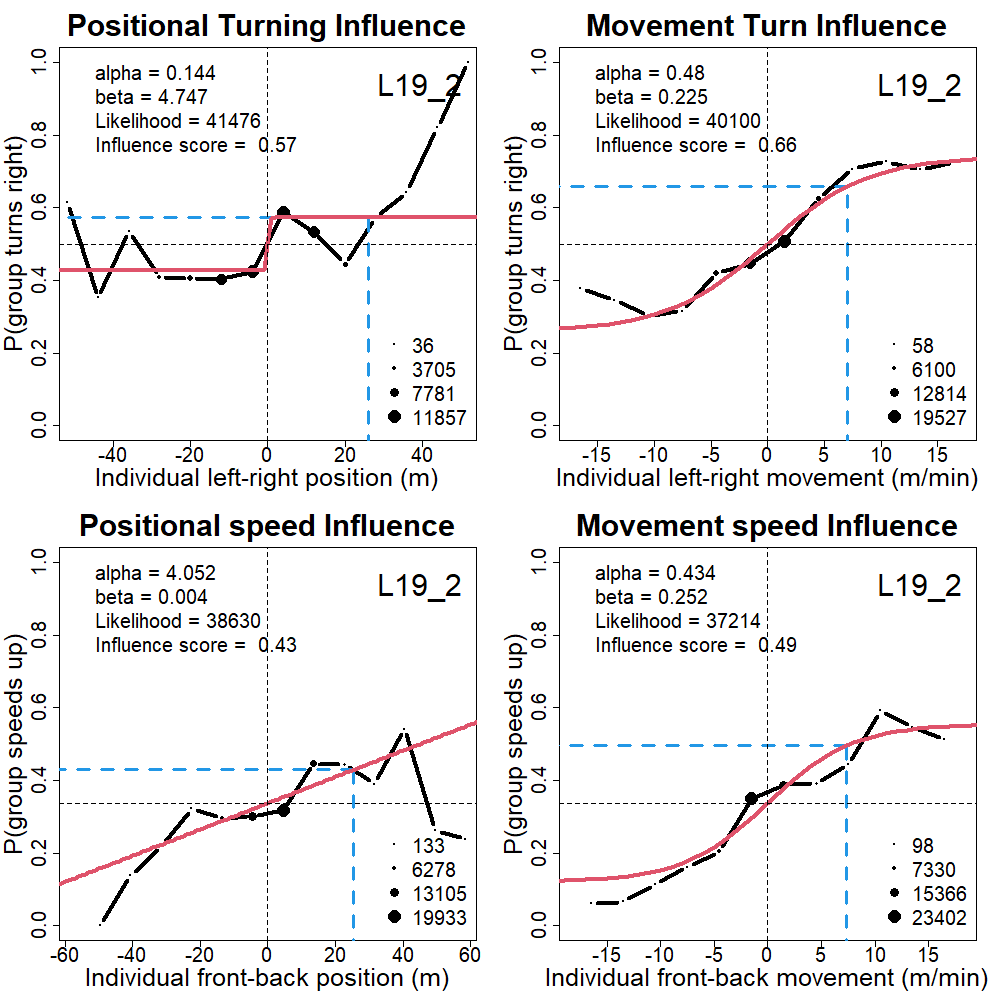 Positional Turning Influence
alpha = 0.144
beta = 4.747
Likelihood = 41476
Influence score =  0.57
L19_2
P(group turns right)
0.0 0.2 0.4 0.6 0.8 1.0
36
3705
7781
11857
-40 -20 0 20 40
Individual left-right position (m)
Movement Turn Influence
alpha = 0.48
beta = 0.225
Likelihood = 40100
Influence score =  0.66
L19_2
P(group turns right)
0.0 0.2 0.4 0.6 0.8 1.0
58
6100
12814
19527
-15 -10 -5 0 5 10 15
Individual left-right movement (m/min)
Positional speed Influence
alpha = 4.052
beta = 0.004
Likelihood = 38630
Influence score =  0.43
L19_2
P(group speeds up)
0.0 0.2 0.4 0.6 0.8 1.0
133
6278
13105
19933
-60 -40 -20 0 20 40 60
Individual front-back position (m)
Movement speed Influence
alpha = 0.434
beta = 0.252
Likelihood = 37214
Influence score =  0.49
L19_2
P(group speeds up)
0.0 0.2 0.4 0.6 0.8 1.0
98
7330
15366
23402
-15 -10 -5 0 5 10 15
Individual front-back movement (m/min)